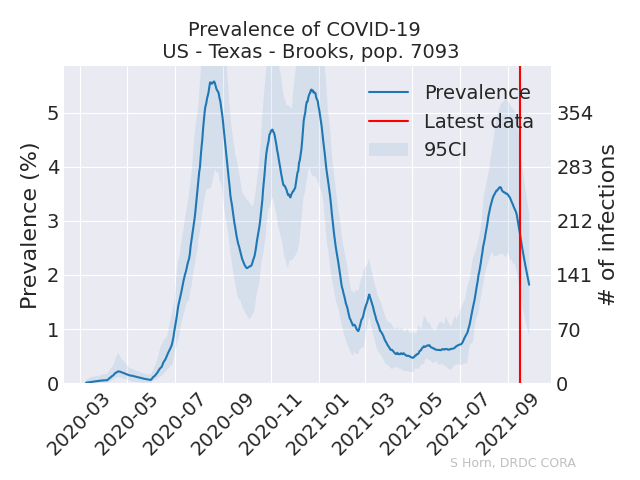 Prevalence of COVID-19
US - Texas - Brooks, pop. 7093
Prevalence (%)
5
4
3
2
1
0
Prevalence
Latest data
95CI
354
283
212
141
70
0
# of infections
2020-03
2020-05
2020-07
2020-09
2020-11
2021-01
2021-03
2021-05
2021-07
2021-09
S Horn, DRDC CORA